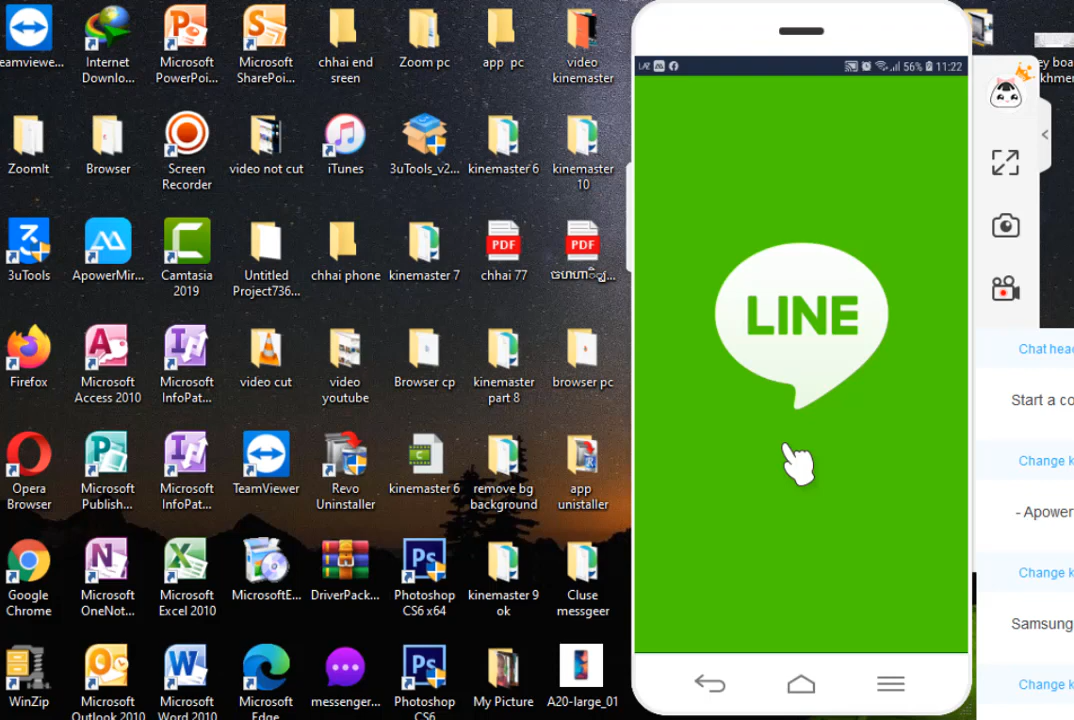 eamviewe...
Internet
Downlo...
Microsoft
PowerPoi...
Microsoft
SharePoi...
chhai end
sreen
Zoom pc
app pc
video
kinemaster
ZoomIt
Browser
Screen
Recorder
video not cut
iTunes
3uTools_v2...
kinemaster 6
kinemaster
10
3uTools
ApowerMir...
Camtasia
2019
Untitled
Project736...
chhai phone
kinemaster 7
PDF
chhai 77
PDF
Firefox
Microsoft
Access 2010
Microsoft
InfoPat...
video cut
video
youtube
Browser cp
kinemaster
part 8
browser pc
Opera
Browser
Microsoft
Publish...
Microsoft
InfoPat...
TeamViewer
Revo
Uninstaller
kinemaster 6
remove bg
background
app
unistaller
Google
Chrome
Microsoft
OneNot...
Microsoft
Excel 2010
MicrosoftE...
DriverPack...
Photoshop
CS6 x64
kinemaster 9
ok
Cluse
messgeer
WinZip
Microsoft
Outlook 2010
Microsoft
Word 2010
Microsoft
Edge
messenger...
Photoshop
CS6
My Picture
A20-large_01
56% 11:22
LINE
ey boa
khmer
Chat head
Start a co
Change k
- Apower
Change k
Samsung
Change k